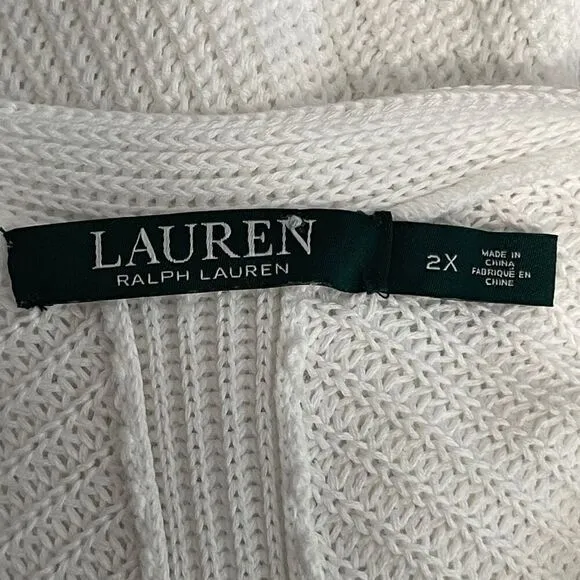 LAUREN
RALPH LAUREN
2X
MADE IN
CHINA
FABRIQUÉ EN
CHINE